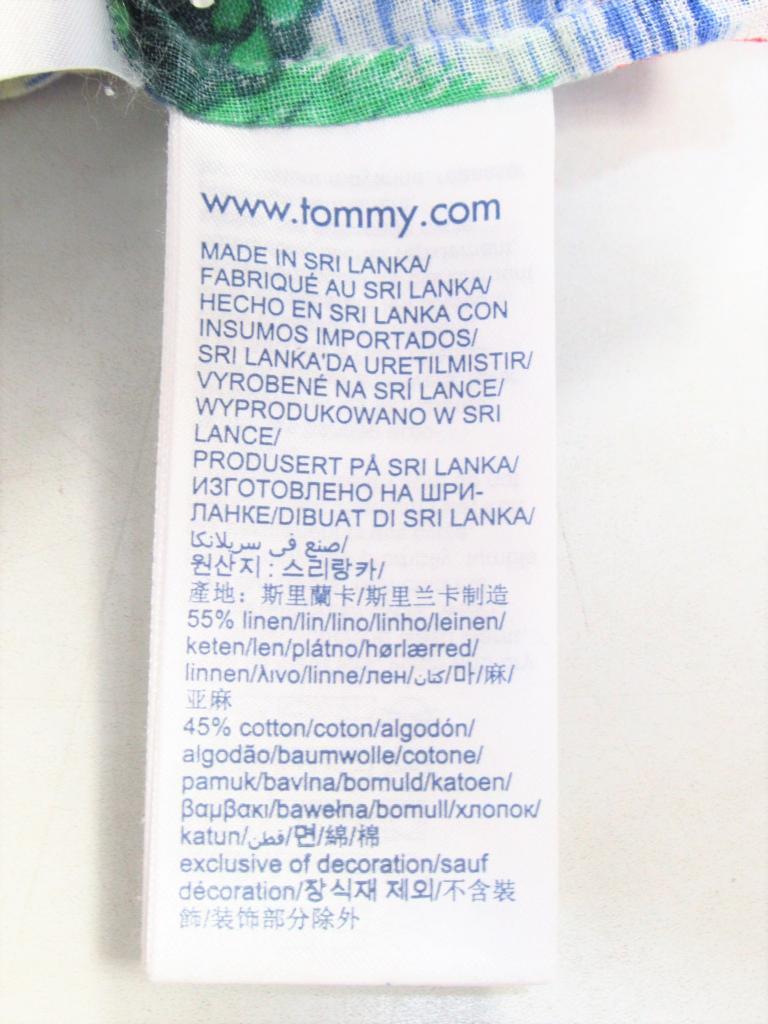 www.tommy.com
MADE IN SRI LANKA/
FABRIQUÉ AU SRI LANKA/
HECHO EN SRI LANKA CON
INSUMOS IMPORTADOS/
SRI LANKA'DA URETILMISTIR/
VYROBENÉ NA SRÍ LANCE/
WYPRODUKOWANO W SRI
LANCE/
PRODUSERT PÅ SRI LANKA/
ИЗГОТОВЛЕНО НА ШРИ-
ЛАНКЕ/DIBUAT DI SRI LANKA/
صنع في سريلانكا/
원산지 : 스리랑카/
產地: 斯里蘭卡/斯里兰卡制造
55% linen/lin/lino/linho/leinen/
keten/len/plátno/hørlærred/
linnen/λινο/linne/лен/كتان/마/麻/
亚麻
45% cotton/coton/algodón/
algodão/baumwolle/cotone/
pamuk/bavlna/bomuld/katoen/
βαμβακι/bawełna/bomull/хлопок/
katun/قطن/면/綿/棉
exclusive of decoration/sauf
décoration/장식재 제외/不含裝
飾/装饰部分除外